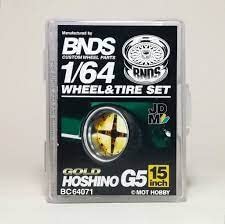 Manufactured by
BNDS
CUSTOM WHEEL PARTS
BNDS
1/64
WHEEL&TIRE SET
JDM
GOLD
HOSHINO G5
15 inch
BC64071
©MOT HOBBY